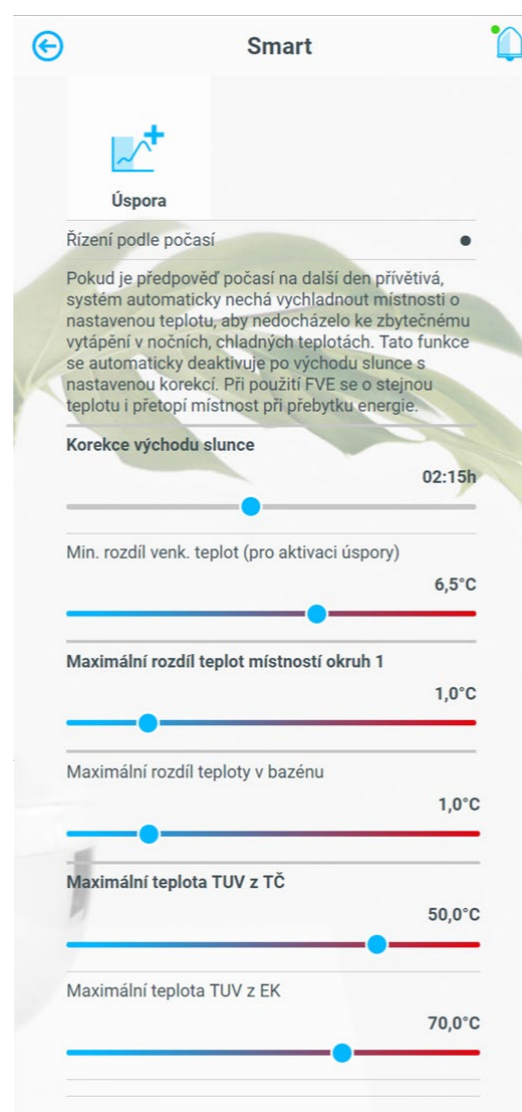 Smart
Úspora
Řízení podle počasí
Pokud je předpověď počasí na další den přívětivá,
systém automaticky nechá vychladnout místnosti o
nastavenou teplotu, aby nedocházelo ke zbytečnému
vytápění v nočních, chladných teplotách. Tato funkce
se automaticky deaktivuje po východu slunce s
nastavenou korekcí. Při použití FVE se o stejnou
teplotu i přetopí místnost při přebytku energie.
Korekce východu slunce
02:15h
Min. rozdíl venk. teplot (pro aktivaci úspory)
6,5°C
Maximální rozdíl teplot místností okruh 1
1,0°C
Maximální rozdíl teploty v bazénu
1,0°C
Maximální teplota TUV z TČ
50,0°C
Maximální teplota TUV z EK
70,0°C